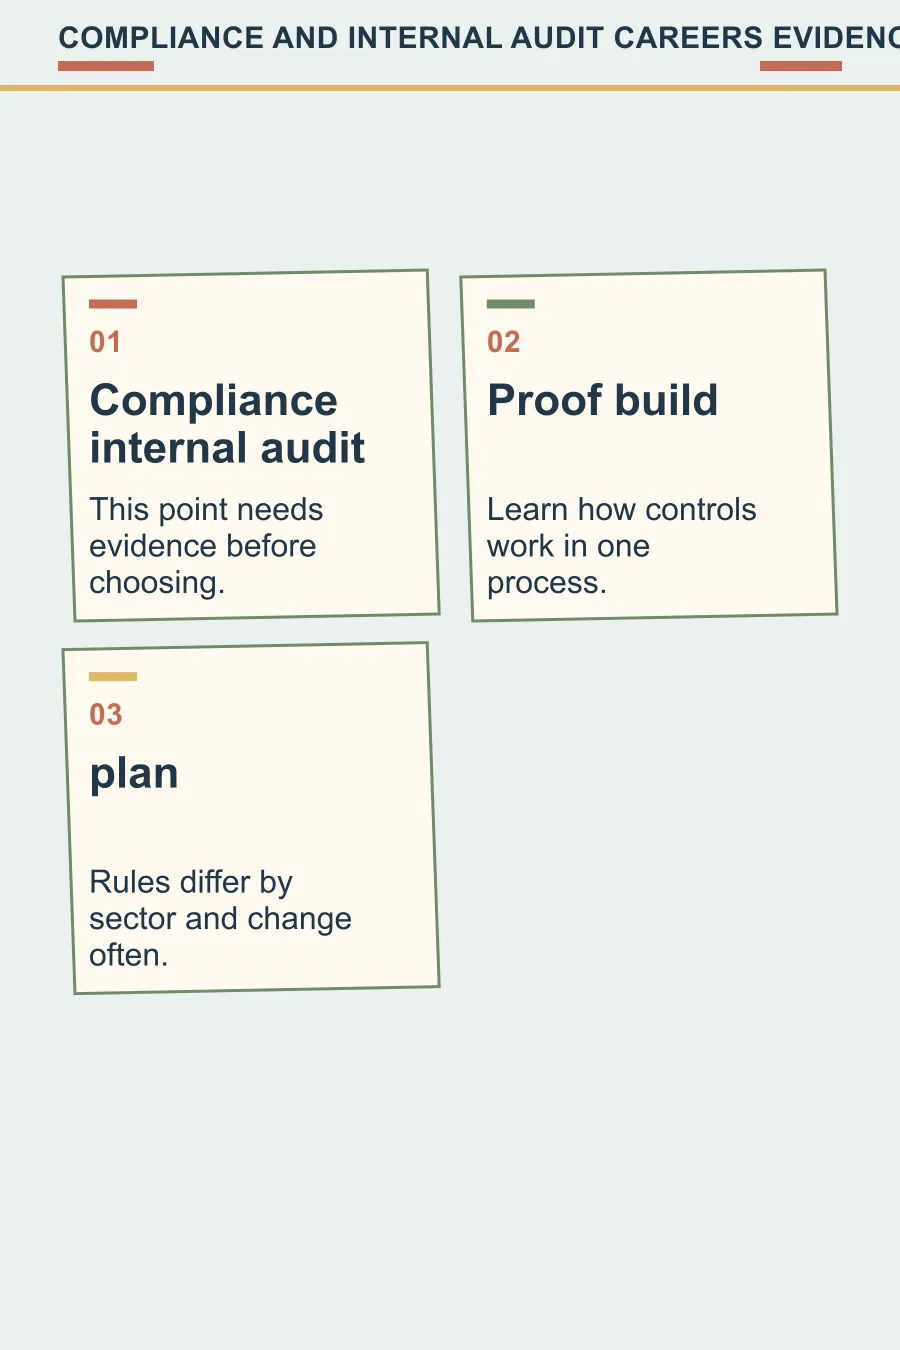 COMPLIANCE AND INTERNAL AUDIT CAREERS EVIDENC
01
Compliance
internal audit
This point needs
evidence before
choosing.
02
Proof build
Learn how controls
work in one
process.
03
plan
Rules differ by
sector and change
often.